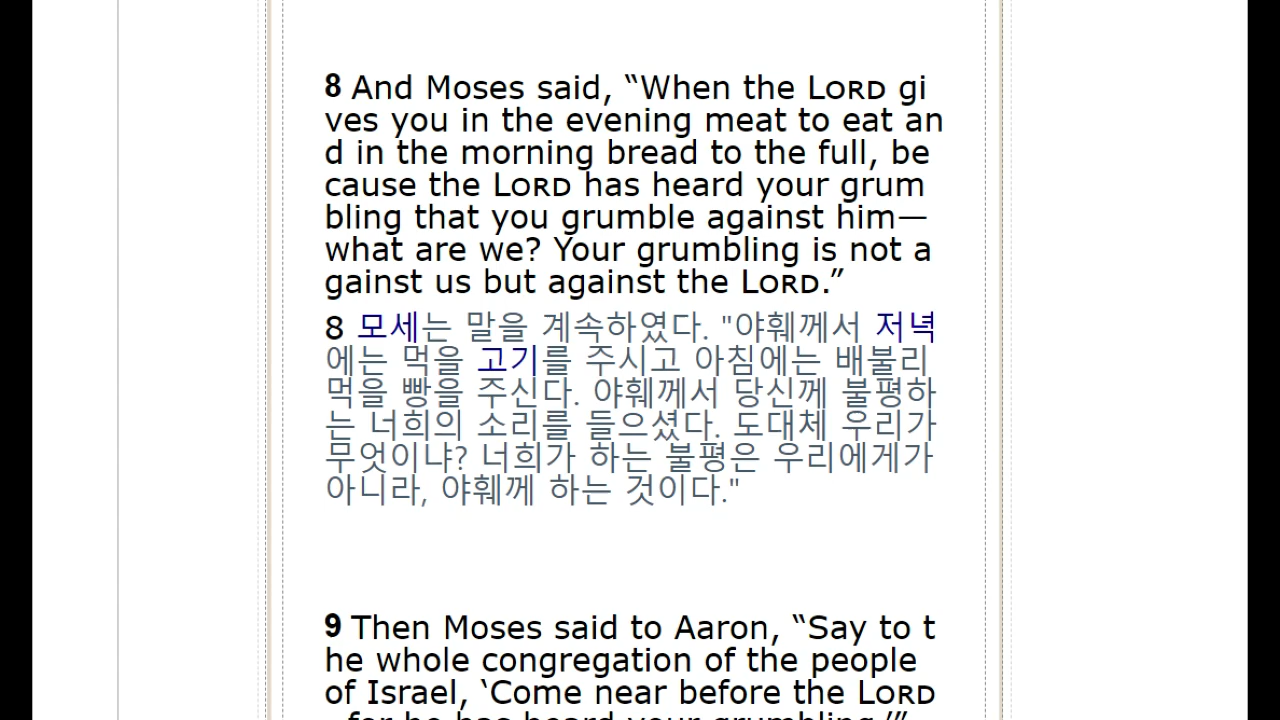 8 And Moses said, “When the LORD gi
ves you in the evening meat to eat an
d in the morning bread to the full, be
cause the LORD has heard your grum
bling that you grumble against him—
what are we? Your grumbling is not a
gainst us but against the LORD.”
8 모세는 말을 계속하였다. "야훼께서 저녁
에는 먹을 고기를 주시고 아침에는 배불리
먹을 빵을 주신다. 야훼께서 당신께 불평하
는 너희의 소리를 들으셨다. 도대체 우리가
무엇이냐? 너희가 하는 불평은 우리에게가
아니라, 야훼께 하는 것이다."
9 Then Moses said to Aaron, “Say to t
he whole congregation of the people
of Israel, ‘Come near before the LORD
, for he has heard your grumbling.’”